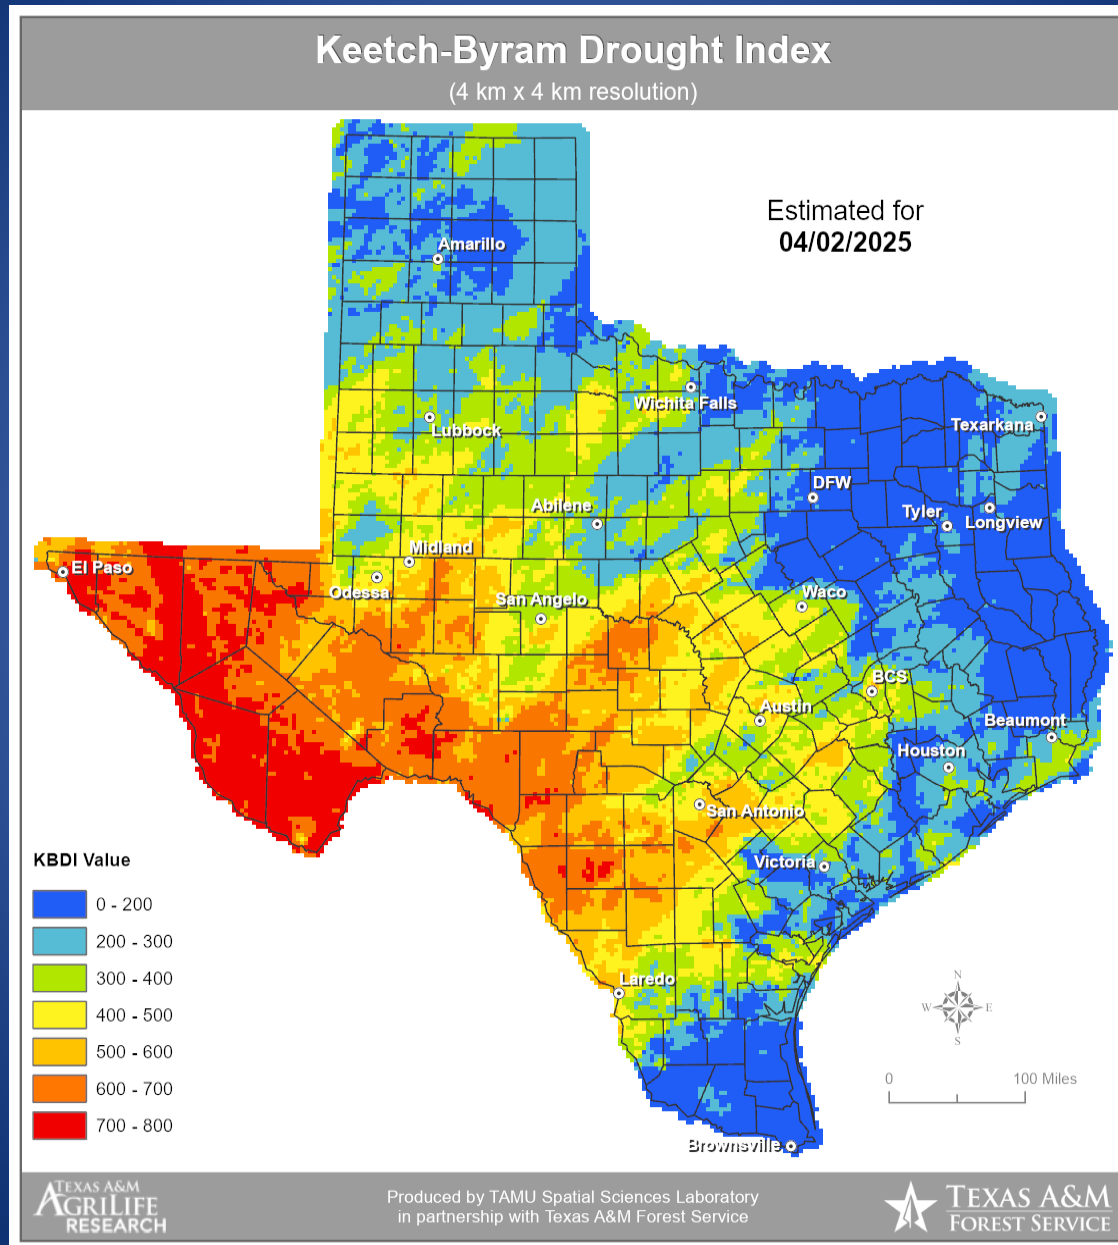 Keetch-Byram Drought Index
(4 km x 4 km resolution)
Estimated for
04/02/2025
Amarillo
Wichita Falls
Lubbock
Texarkana
DFW
Abilene
Tyler
Longview
Midland
El Paso
Odessa
San Angelo
Waco
BCS
Austin
Beaumont
Houston
San Antonio
Victoria
Laredo
Brownsville
KBDI Value
0 - 200
200 - 300
300 - 400
400 - 500
500 - 600
600 - 700
700 - 800
N
W E
S
0 100 Miles
TEXAS A&M
AGRILIFE
RESEARCH
Produced by TAMU Spatial Sciences Laboratory
in partnership with Texas A&M Forest Service
TEXAS A&M
FOREST SERVICE